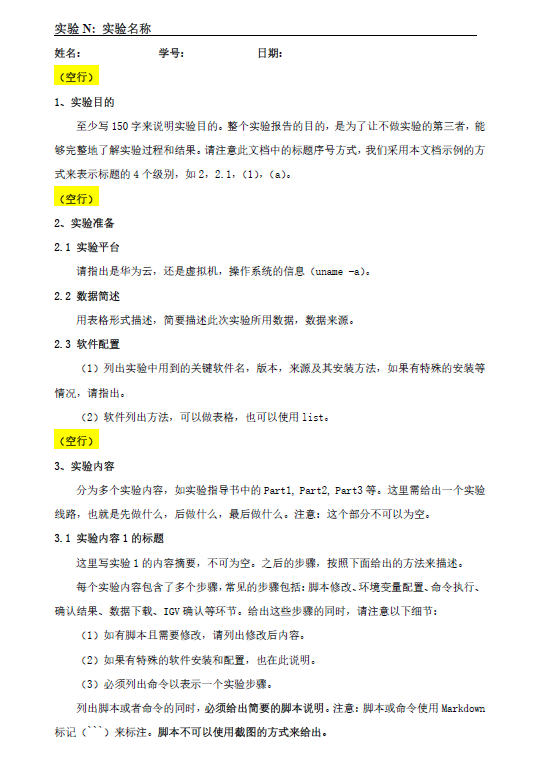 实验 N: 实验名称
姓名: 学号: 日期:
（空行）
1、实验目的
至少写 150 字来说明实验目的。整个实验报告的目的，是为了让不做实验的第三者，能
够完整地了解实验过程和结果。请注意此文档中的标题序号方式，我们采用本文档示例的方
式来表示标题的 4 个级别，如 2，2.1，(1)，(a)。
（空行）
2、实验准备
2.1 实验平台
请指出是华为云，还是虚拟机，操作系统的信息（uname -a）。
2.2 数据简述
用表格形式描述，简要描述此次实验所用数据，数据来源。
2.3 软件配置
（1）列出实验中用到的关键软件名，版本，来源及其安装方法，如果有特殊的安装等
情况，请指出。
（2）软件列出方法，可以做表格，也可以使用 list。
（空行）
3、实验内容
分为多个实验内容，如实验指导书中的 Part1, Part2, Part3 等。这里需给出一个实验
线路，也就是先做什么，后做什么，最后做什么。注意：这个部分不可以为空。
3.1 实验内容 1 的标题
这里写实验 1 的内容摘要，不可为空。之后的步骤，按照下面给出的方法来描述。
每个实验内容包含了多个步骤，常见的步骤包括：脚本修改、环境变量配置、命令执行、
确认结果、数据下载、IGV 确认等环节。给出这些步骤的同时，请注意以下细节：
（1）如有脚本且需要修改，请列出修改后内容。
（2）如果有特殊的软件安装和配置，也在此说明。
（3）必须列出命令以表示一个实验步骤。
列出脚本或者命令的同时，必须给出简要的脚本说明。注意：脚本或命令使用 Markdown
标记（```）来标注。脚本不可以使用截图的方式来给出。